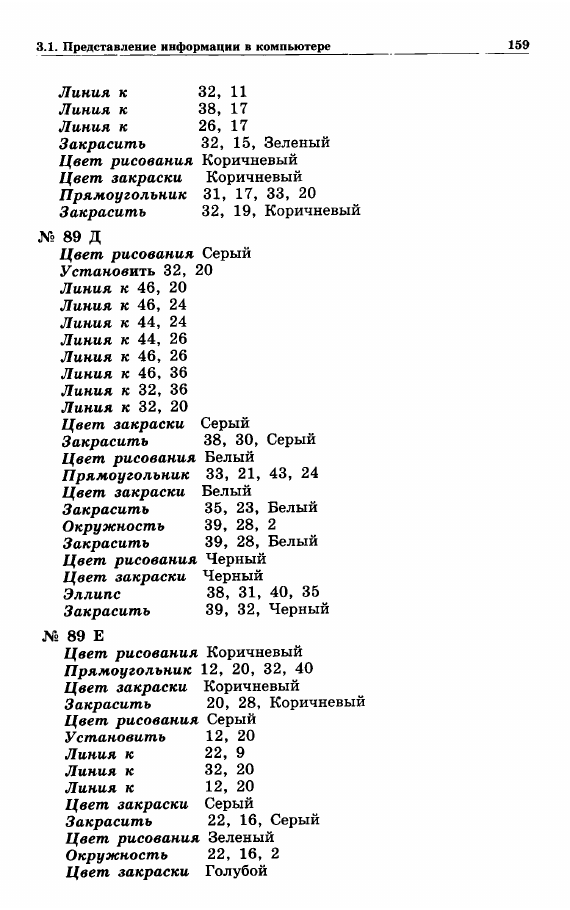 3.1. Представление информации в компьютере 159
Линия к 32, 11
Линия к 38, 17
Линия к 26, 17
Закрасить 32, 15, Зеленый
Цвет рисования Коричневый
Цвет закраски Коричневый
Прямоугольник 31, 17, 33, 20
Закрасить 32, 19, Коричневый
№ 89 Д
Цвет рисования Серый
Установить 32, 20
Линия к 46, 20
Линия к 46, 24
Линия к 44, 24
Линия к 44, 26
Линия к 46, 26
Линия к 46, 36
Линия к 32, 36
Линия к 32, 20
Цвет закраски Серый
Закрасить 38, 30, Серый
Цвет рисования Белый
Прямоугольник 33, 21, 43, 24
Цвет закраски Белый
Закрасить 35, 23, Белый
Окружность 39, 28, 2
Закрасить 39, 28, Белый
Цвет рисования Черный
Цвет закраски Черный
Эллипс 38, 31, 40, 35
Закрасить 39, 32, Черный
№ 89 Е
Цвет рисования Коричневый
Прямоугольник 12, 20, 32, 40
Цвет закраски Коричневый
Закрасить 20, 28, Коричневый
Цвет рисования Серый
Установить 12, 20
Линия к 22, 9
Линия к 32, 20
Линия к 12, 20
Цвет закраски Серый
Закрасить 22, 16, Серый
Цвет рисования Зеленый
Окружность 22, 16, 2
Цвет закраски Голубой